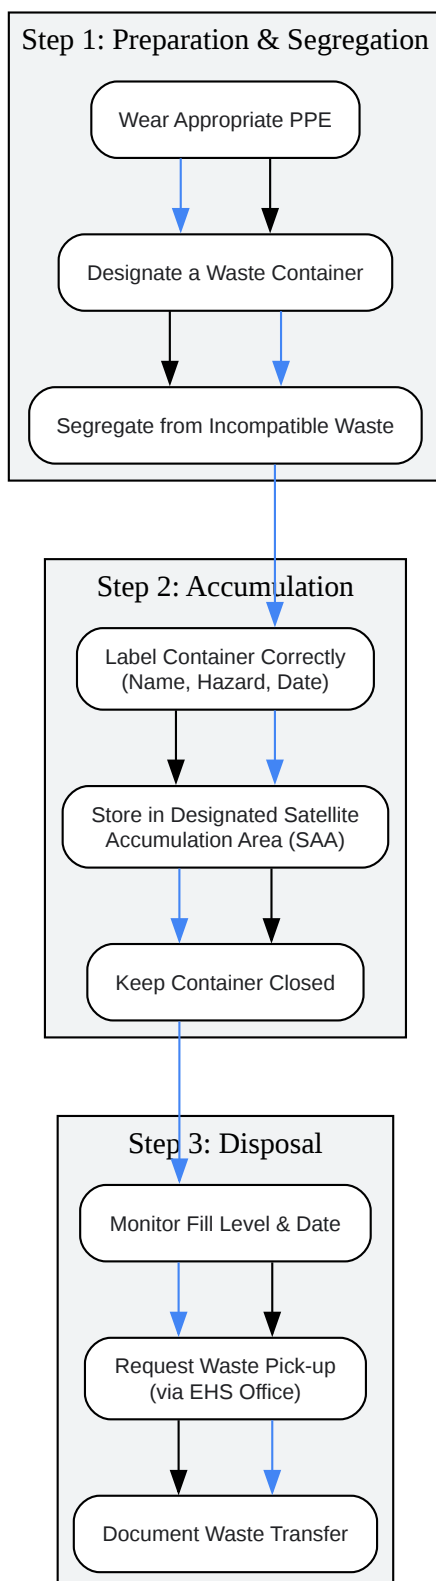 Step 1: Preparation & Segregation
Wear Appropriate PPE
Designate a Waste Container
Segregate from Incompatible Waste
Step 2: Accumulation
Label Container Correctly
(Name, Hazard, Date)
Store in Designated Satellite
Accumulation Area (SAA)
Keep Container Closed
Step 3: Disposal
Monitor Fill Level & Date
Request Waste Pick-up
(via EHS Office)
Document Waste Transfer